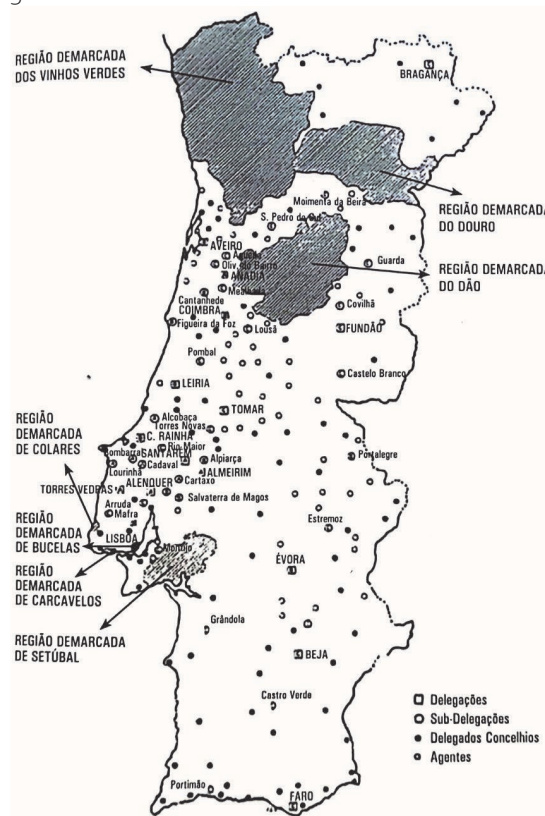 REGIÃO DEMARCADA
DOS VINHOS VERDES
BRAGANÇA
REGIÃO DEMARCADA
DO DOURO
Moimenta da Beira
S. Pedro do Sul
AVEIRO
Águeda
Oliv. do Bairro
ANADIA
Guarda
REGIÃO DEMARCADA
DO DÃO
Mealhada
Cantanhede
COIMBRA
Covilhã
Figueira da Foz
Lousã
FUNDÃO
Pombal
Castelo Branco
LEIRIA
TOMAR
Alcobaça
Torres Novas
REGIÃO
DEMARCADA
DE COLARES
C. RAINHA
Rio Maior
Bombarral
SANTARÉM
Lourinhã
Cadaval
Alpiarça
ALMEIRIM
Portalegre
TORRES VEDRAS
ALENQUER
Cartaxo
Salvaterra de Magos
Arruda
Mafra
Estremoz
REGIÃO
DEMARCADA
DE BUCELAS
LISBOA
Montijo
ÉVORA
REGIÃO
DEMARCADA
DE CARCAVELOS
Grândola
REGIÃO DEMARCADA
DE SETÚBAL
BEJA
Castro Verde
Delegações
Sub-Delegações
Delegados Concelhios
Agentes
Portimão
FARO